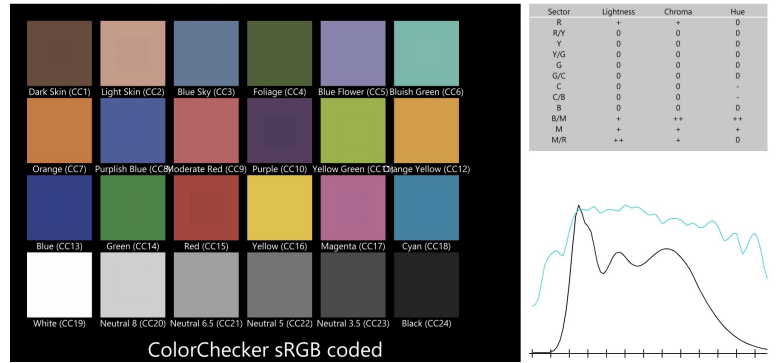 Dark Skin (CC1) Light Skin (CC2) Blue Sky (CC3) Foliage (CC4) Blue Flower (CC5) Bluish Green (CC6)
Orange (CC7) Purplish Blue (CC8) Moderate Red (CC9) Purple (CC10) Yellow Green (CC11) Orange Yellow (CC12)
Blue (CC13) Green (CC14) Red (CC15) Yellow (CC16) Magenta (CC17) Cyan (CC18)
White (CC19) Neutral 8 (CC20) Neutral 6.5 (CC21) Neutral 5 (CC22) Neutral 3.5 (CC23) Black (CC24)
ColorChecker sRGB coded
Sector Lightness Chroma Hue
R + + 0
R/Y 0 0 0
Y 0 0 0
Y/G 0 0 0
G 0 0 0
G/C 0 0 0
C 0 0 -
C/B 0 0 -
B 0 0 0
B/M + ++ ++
M + + +
M/R ++ + 0